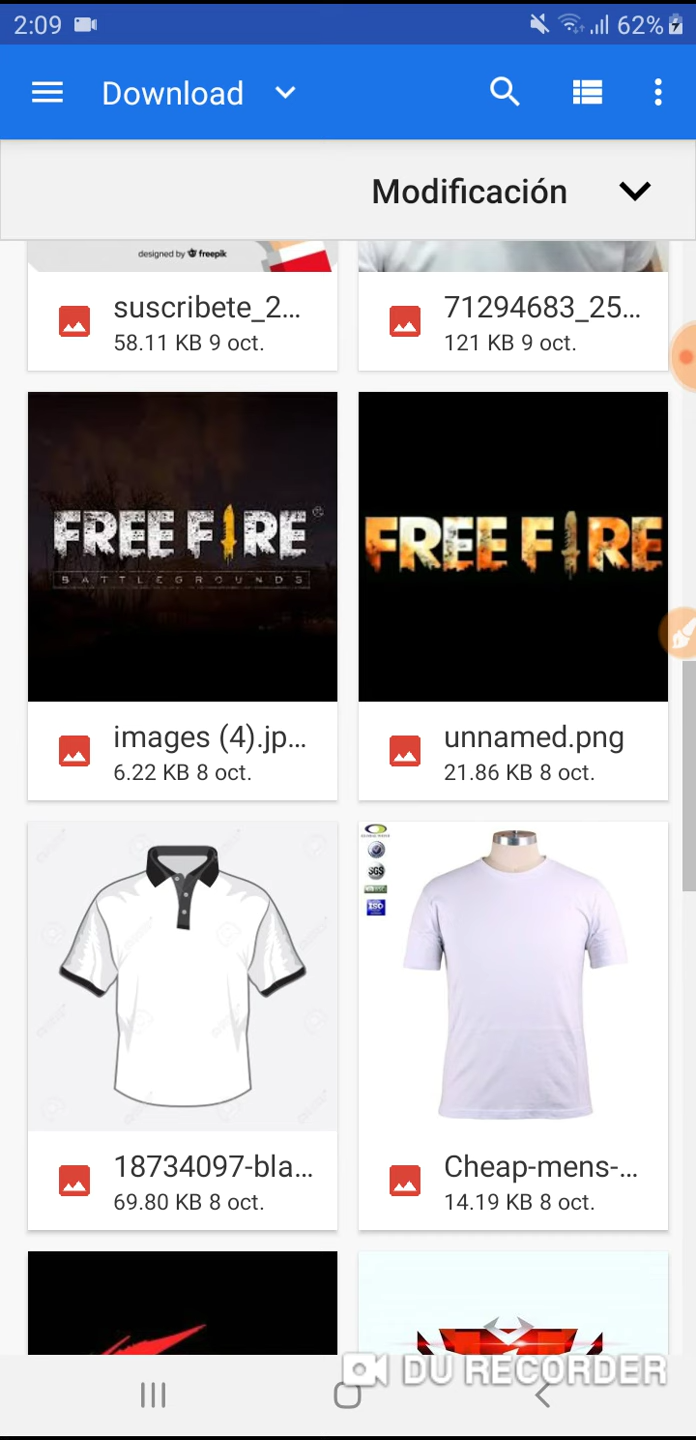 2:09
62%
Download
Modificación
designed by freepik
suscribete_2...
58.11 KB 9 oct.
71294683_25...
121 KB 9 oct.
FREE FIRE
BATTLEGROUNDS
FREE FIRE
images (4).jp...
6.22 KB 8 oct.
unnamed.png
21.86 KB 8 oct.
SGS
ISO
18734097-bla...
69.80 KB 8 oct.
Cheap-mens-...
14.19 KB 8 oct.
DU RECORDER